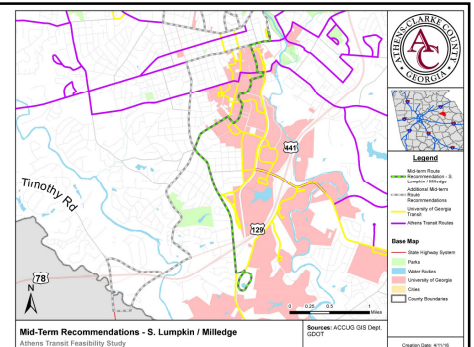 ATHENS-CLARKE COUNTY
AC
GEORGIA
Timothy Rd
441
129
78
N
0 0.25 0.5 1
Miles
Legend
Mid-term Route
Recommendation - S.
Lumpkin / Milledge
Additional Mid-term
Route
Recommendations
University of Georgia
Transit
Athens Transit Routes
Base Map
State Highway System
Parks
Water Bodies
University of Georgia
Cities
County Boundaries
Mid-Term Recommendations - S. Lumpkin / Milledge
Athens Transit Feasibility Study
Sources: ACCUG GIS Dept,
GDOT
Creation Date: 4/11/16